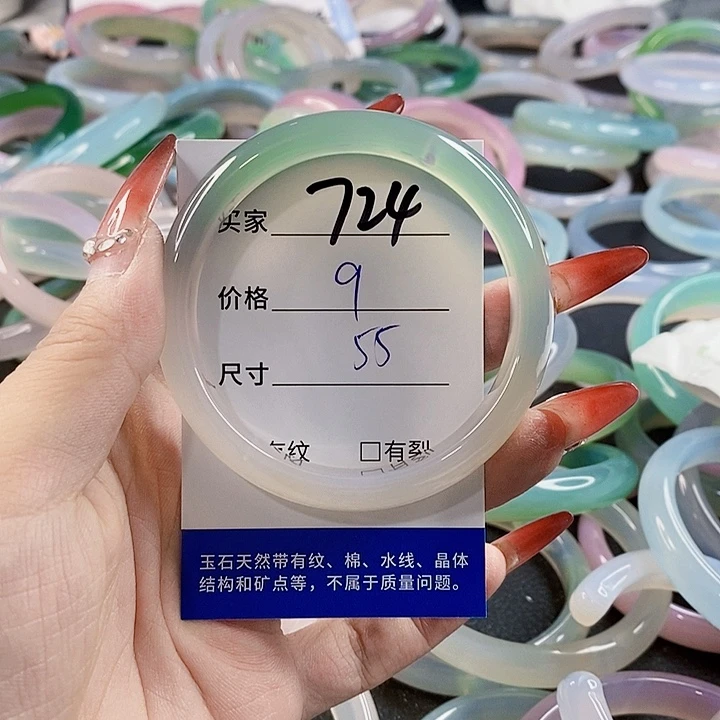 买家 724
价格 9
尺寸 55
有纹 □有裂
玉石天然带有纹、棉、水线、晶体
结构和矿点等，不属于质量问题。